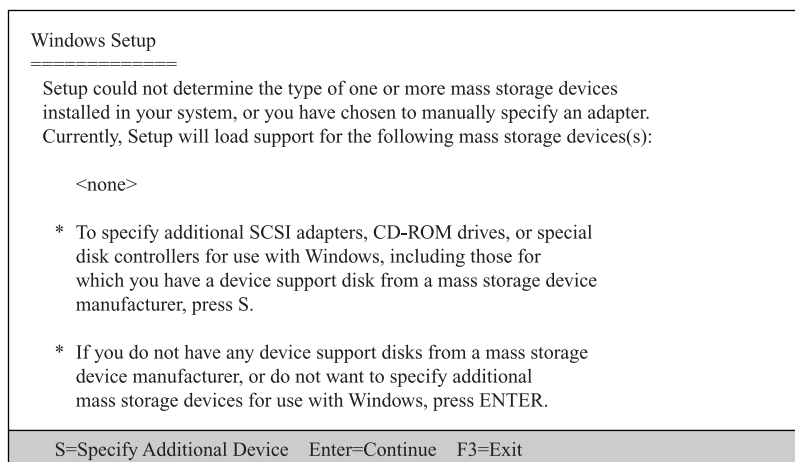 Windows Setup
==============
Setup could not determine the type of one or more mass storage devices
installed in your system, or you have chosen to manually specify an adapter.
Currently, Setup will load support for the following mass storage devices(s):
<none>
* To specify additional SCSI adapters, CD-ROM drives, or special
disk controllers for use with Windows, including those for
which you have a device support disk from a mass storage device
manufacturer, press S.
* If you do not have any device support disks from a mass storage
device manufacturer, or do not want to specify additional
mass storage devices for use with Windows, press ENTER.
S=Specify Additional Device Enter=Continue F3=Exit